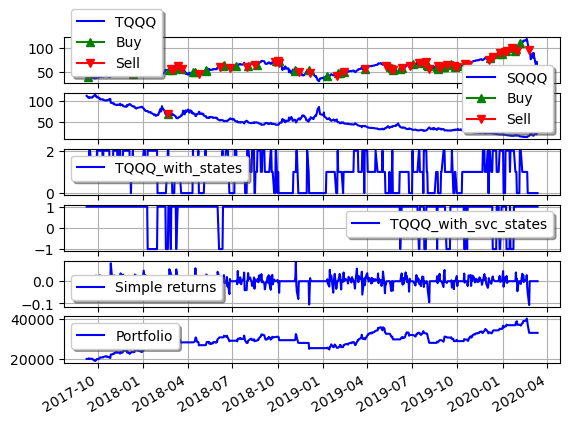 TQQQ
Buy
Sell
100
50
SQQQ
Buy
Sell
100
50
2
TQQQ_with_states
0
1
TQQQ_with_svc_states
0
−1
0.0
Simple returns
−0.1
40000
Portfolio
20000
2017-10 2018-01 2018-04 2018-07 2018-10 2019-01 2019-04 2019-07 2019-10 2020-01 2020-04